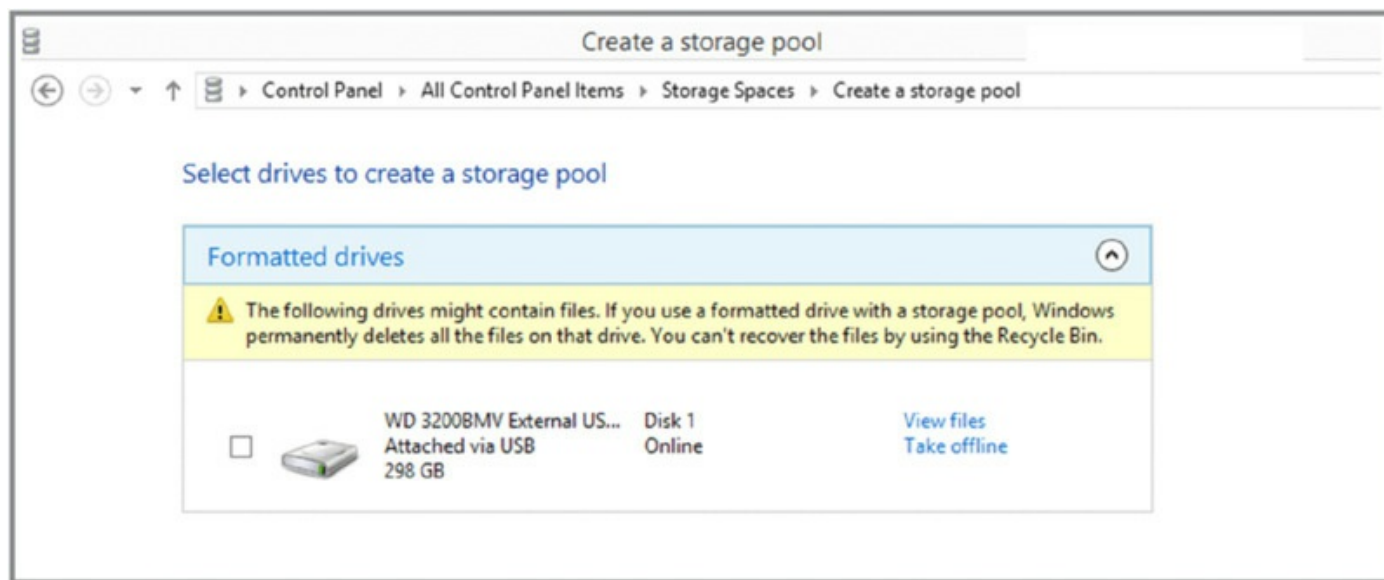 Create a storage pool
Control Panel All Control Panel Items Storage Spaces Create a storage pool
Select drives to create a storage pool
Formatted drives
The following drives might contain files. If you use a formatted drive with a storage pool, Windows
permanently deletes all the files on that drive. You can't recover the files by using the Recycle Bin.
WD 3200BMV External US... Disk 1 View files
Attached via USB Online Take offline
298 GB